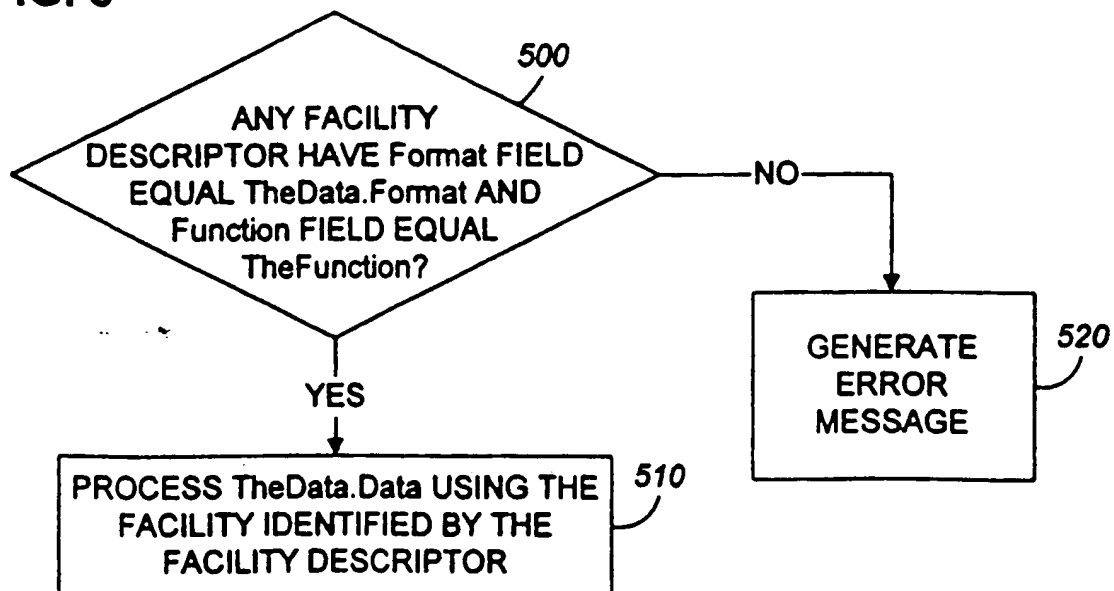 500
ANY FACILITY
DESCRIPTOR HAVE Format FIELD
EQUAL TheData.Format AND
Function FIELD EQUAL
TheFunction?
NO
YES
GENERATE
ERROR
MESSAGE
520
PROCESS TheData.Data USING THE
FACILITY IDENTIFIED BY THE
FACILITY DESCRIPTOR
510